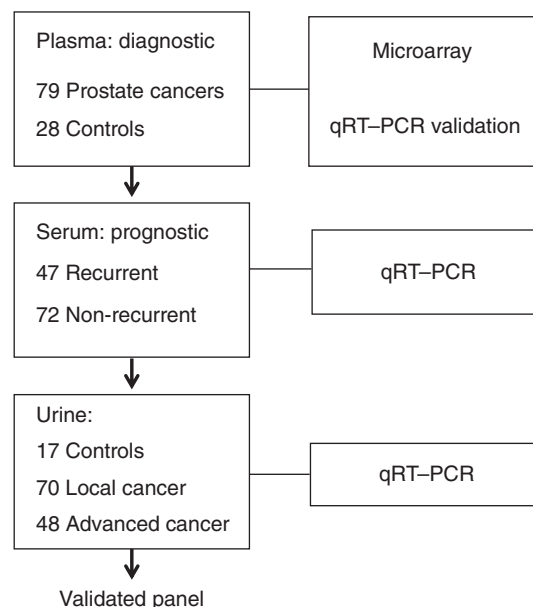 Plasma: diagnostic
79 Prostate cancers
28 Controls
Microarray
qRT–PCR validation
Serum: prognostic
47 Recurrent
72 Non-recurrent
qRT–PCR
Urine:
17 Controls
70 Local cancer
48 Advanced cancer
qRT–PCR
Validated panel